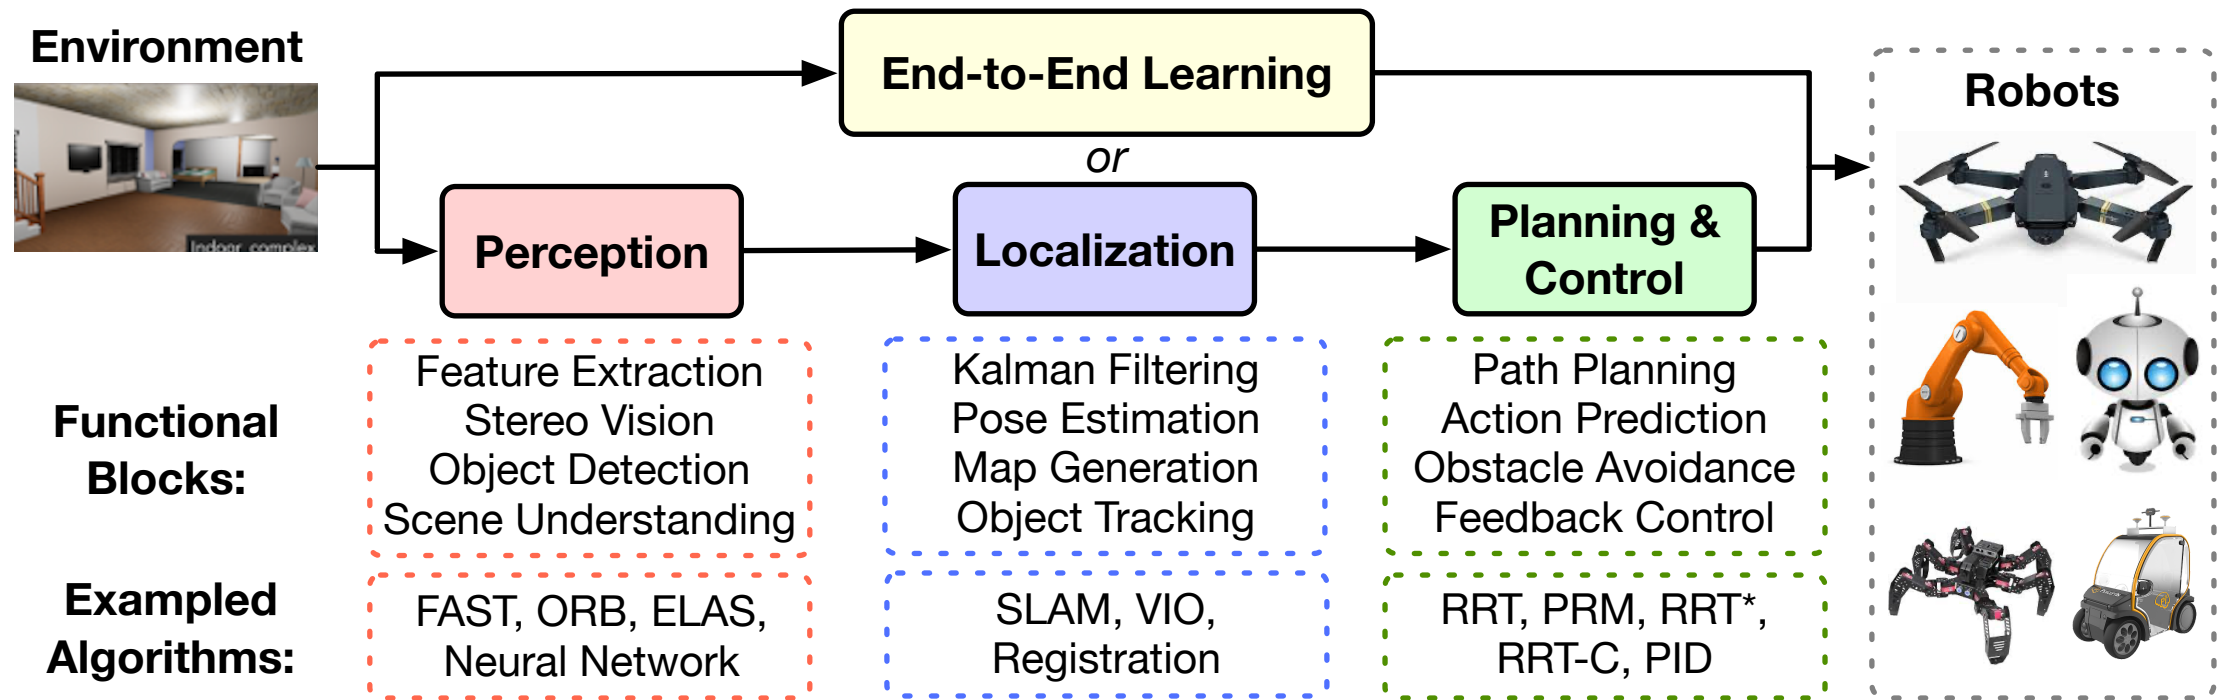 Environment
Indoor complex
End-to-End Learning
or
Perception
Localization
Planning &
Control
Robots
Functional
Blocks:
Feature Extraction
Stereo Vision
Object Detection
Scene Understanding
Kalman Filtering
Pose Estimation
Map Generation
Object Tracking
Path Planning
Action Prediction
Obstacle Avoidance
Feedback Control
Exampled
Algorithms:
FAST, ORB, ELAS,
Neural Network
SLAM, VIO,
Registration
RRT, PRM, RRT*,
RRT-C, PID